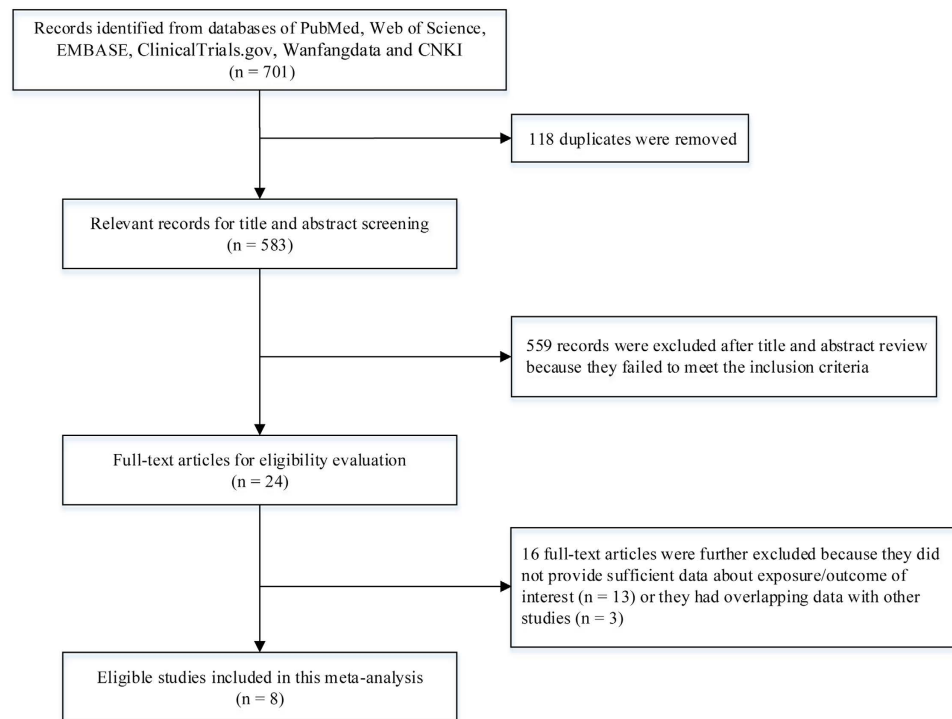 Records identified from databases of PubMed, Web of Science,
EMBASE, ClinicalTrials.gov, Wanfangdata and CNKI
(n = 701)
118 duplicates were removed
Relevant records for title and abstract screening
(n = 583)
559 records were excluded after title and abstract review
because they failed to meet the inclusion criteria
Full-text articles for eligibility evaluation
(n = 24)
16 full-text articles were further excluded because they did
not provide sufficient data about exposure/outcome of
interest (n = 13) or they had overlapping data with other
studies (n = 3)
Eligible studies included in this meta-analysis
(n = 8)